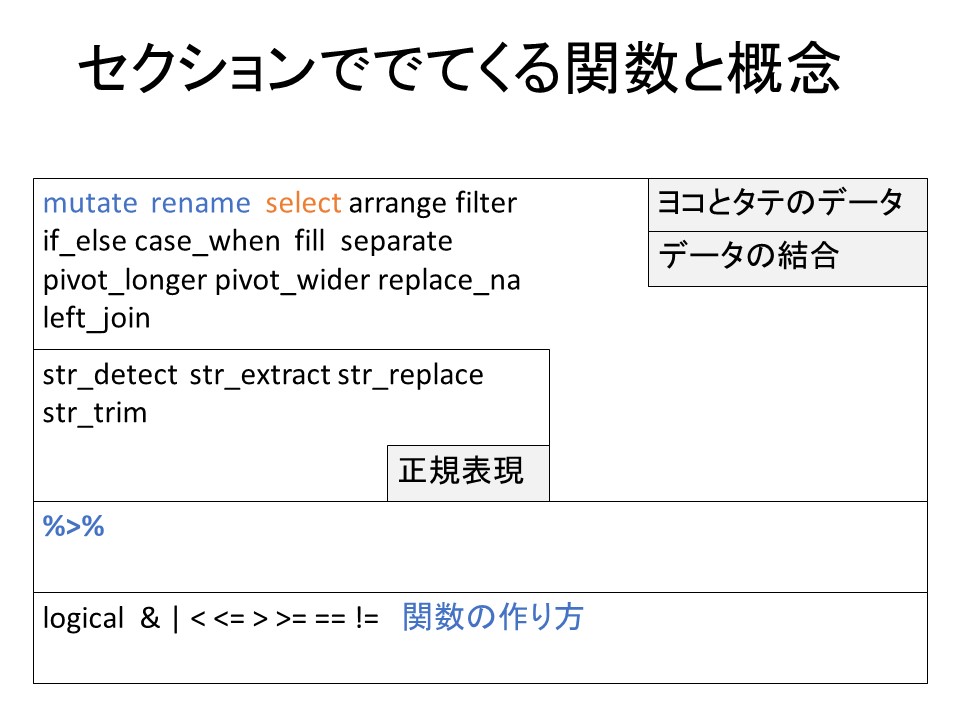 セクションででてくる関数と概念
mutate rename select arrange filter
if_else case_when fill separate
pivot_longer pivot_wider replace_na
left_join
ヨコとタテのデータ
データの結合
str_detect str_extract str_replace
str_trim
正規表現
%>%
logical & | < <= > >= == != 関数の作り方